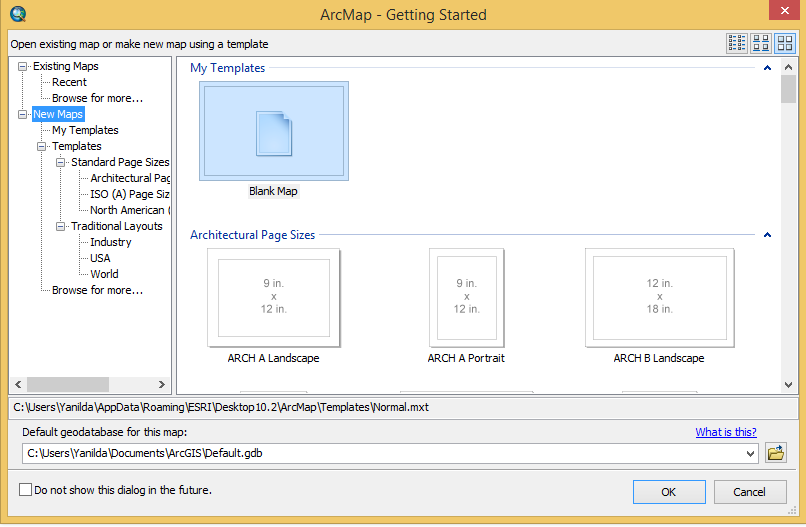 ArcMap - Getting Started
Open existing map or make new map using a template
Existing Maps
Recent
Browse for more...
New Maps
My Templates
Templates
Standard Page Sizes
Architectural Pag
ISO (A) Page Siz
North American (
Traditional Layouts
Industry
USA
World
Browse for more...
My Templates
Blank Map
Architectural Page Sizes
9 in.
x
12 in.
ARCH A Landscape
9 in.
x
12 in.
ARCH A Portrait
12 in.
x
18 in.
ARCH B Landscape
C:\Users\Yanilda\AppData\Roaming\ESRI\Desktop10.2\ArcMap\Templates\Normal.mxt
Default geodatabase for this map:
What is this?
C:\Users\Yanilda\Documents\ArcGIS\Default.gdb
Do not show this dialog in the future.
OK
Cancel